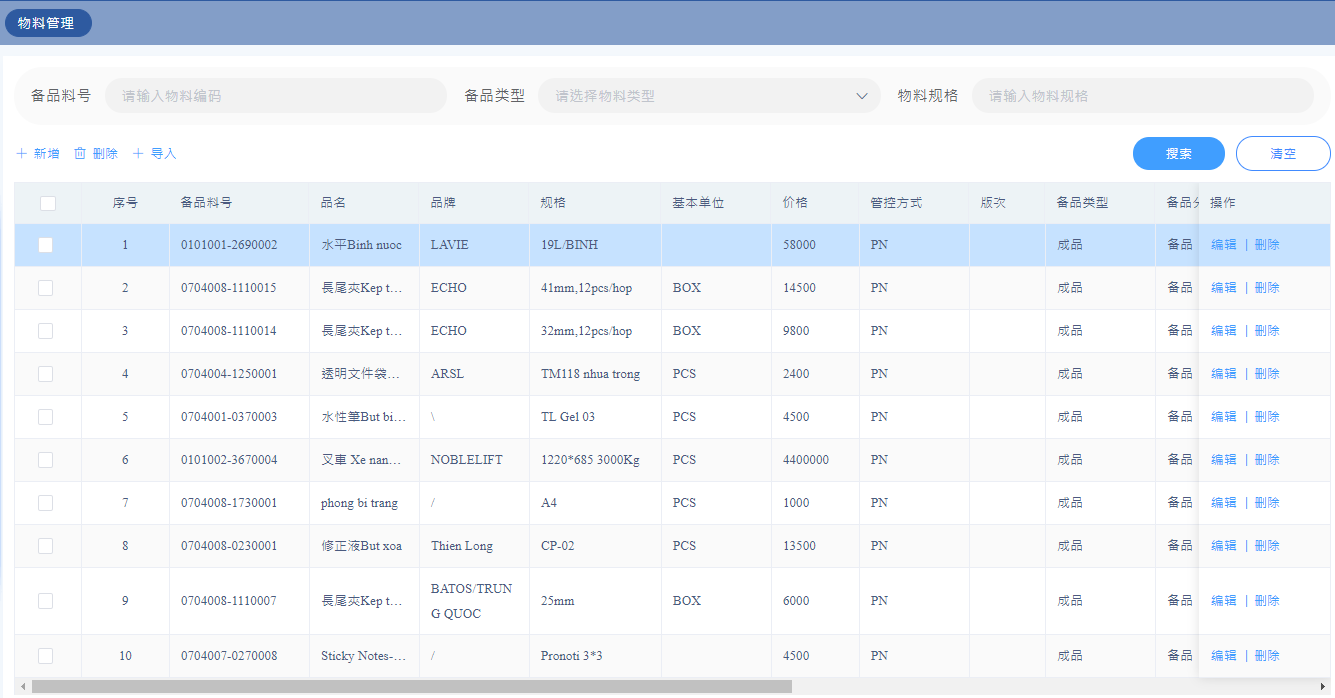 物料管理
备品料号 请输入物料编码 备品类型 请选择物料类型 物料规格 请输入物料规格
新增 删除 导入 搜索 清空
序号 备品料号 品名 品牌 规格 基本单位 价格 管控方式 版次 备品类型 备品 操作
1 0101001-2690002 水平Binh nuoc LAVIE 19L/BINH 58000 PN 成品 备品 编辑 | 删除
2 0704008-1110015 長尾夾Kep t... ECHO 41mm,12pcs/hop BOX 14500 PN 成品 备品 编辑 | 删除
3 0704008-1110014 長尾夾Kep t... ECHO 32mm,12pcs/hop BOX 9800 PN 成品 备品 编辑 | 删除
4 0704004-1250001 透明文件袋... ARSL TM118 nhua trong PCS 2400 PN 成品 备品 编辑 | 删除
5 0704001-0370003 水性筆But bi... \ TL Gel 03 PCS 4500 PN 成品 备品 编辑 | 删除
6 0101002-3670004 叉車 Xe nan... NOBLELIFT 1220*685 3000Kg PCS 4400000 PN 成品 备品 编辑 | 删除
7 0704008-1730001 phong bi trang / A4 PCS 1000 PN 成品 备品 编辑 | 删除
8 0704008-0230001 修正液But xoa Thien Long CP-02 PCS 13500 PN 成品 备品 编辑 | 删除
9 0704008-1110007 長尾夾Kep t... BATOS/TRUN
G QUOC 25mm BOX 6000 PN 成品 备品 编辑 | 删除
10 0704007-0270008 Sticky Notes-... / Pronoti 3*3 4500 PN 成品 备品 编辑 | 删除